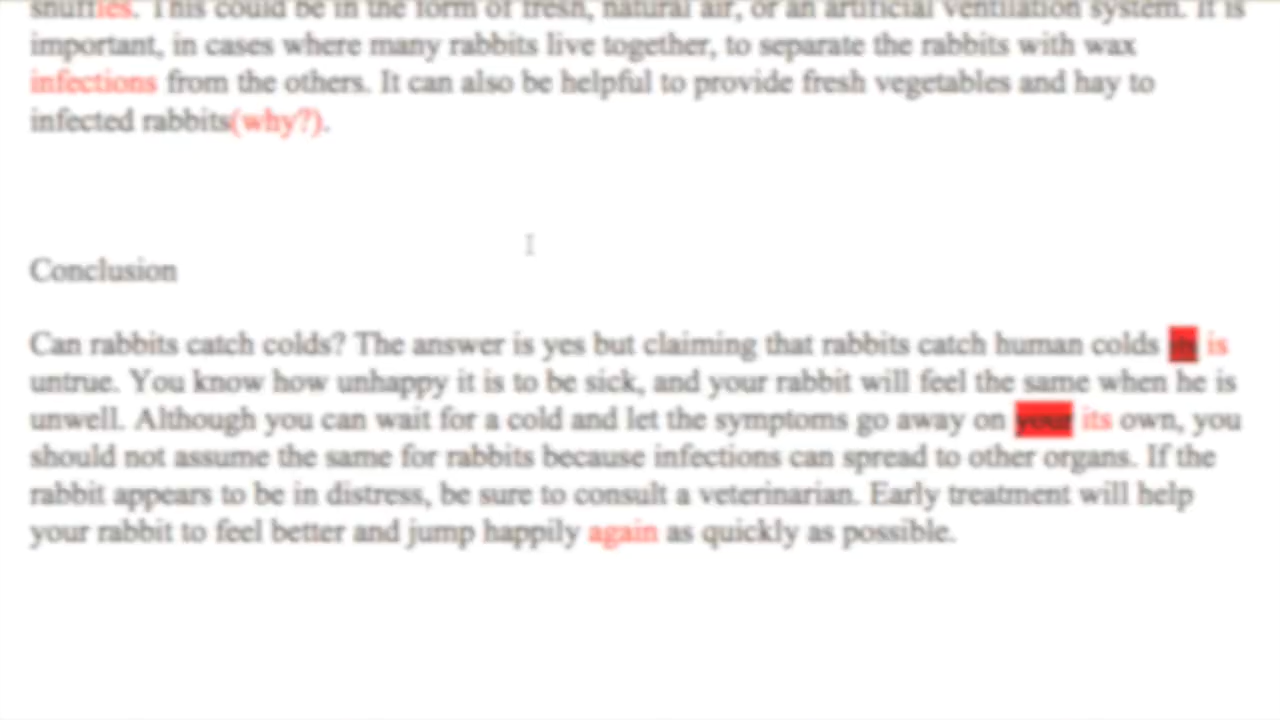 snuffles. This could be in the form of fresh, natural air, or an artificial ventilation system. It is
important, in cases where many rabbits live together, to separate the rabbits with wax
infections from the others. It can also be helpful to provide fresh vegetables and hay to
infected rabbits(why?).
Conclusion
Can rabbits catch colds? The answer is yes but claiming that rabbits catch human colds is
untrue. You know how unhappy it is to be sick, and your rabbit will feel the same when he is
unwell. Although you can wait for a cold and let the symptoms go away on your its own, you
should not assume the same for rabbits because infections can spread to other organs. If the
rabbit appears to be in distress, be sure to consult a veterinarian. Early treatment will help
your rabbit to feel better and jump happily again as quickly as possible.